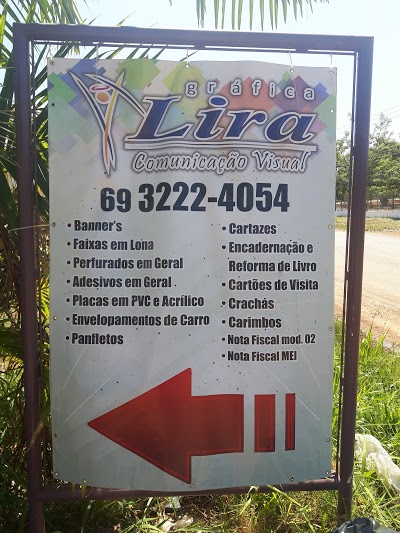 gráfica
Lira
Comunicação Visual
69 3222-4054
• Banner's
• Faixas em Lona
• Perfurados em Geral
• Adesivos em Geral
• Placas em PVC e Acrílico
• Envelopamentos de Carro
• Panfletos
• Cartazes
• Encadernação e
Reforma de Livro
• Cartões de Visita
• Crachás
• Carimbos
• Nota Fiscal mod. 02
• Nota Fiscal MEI